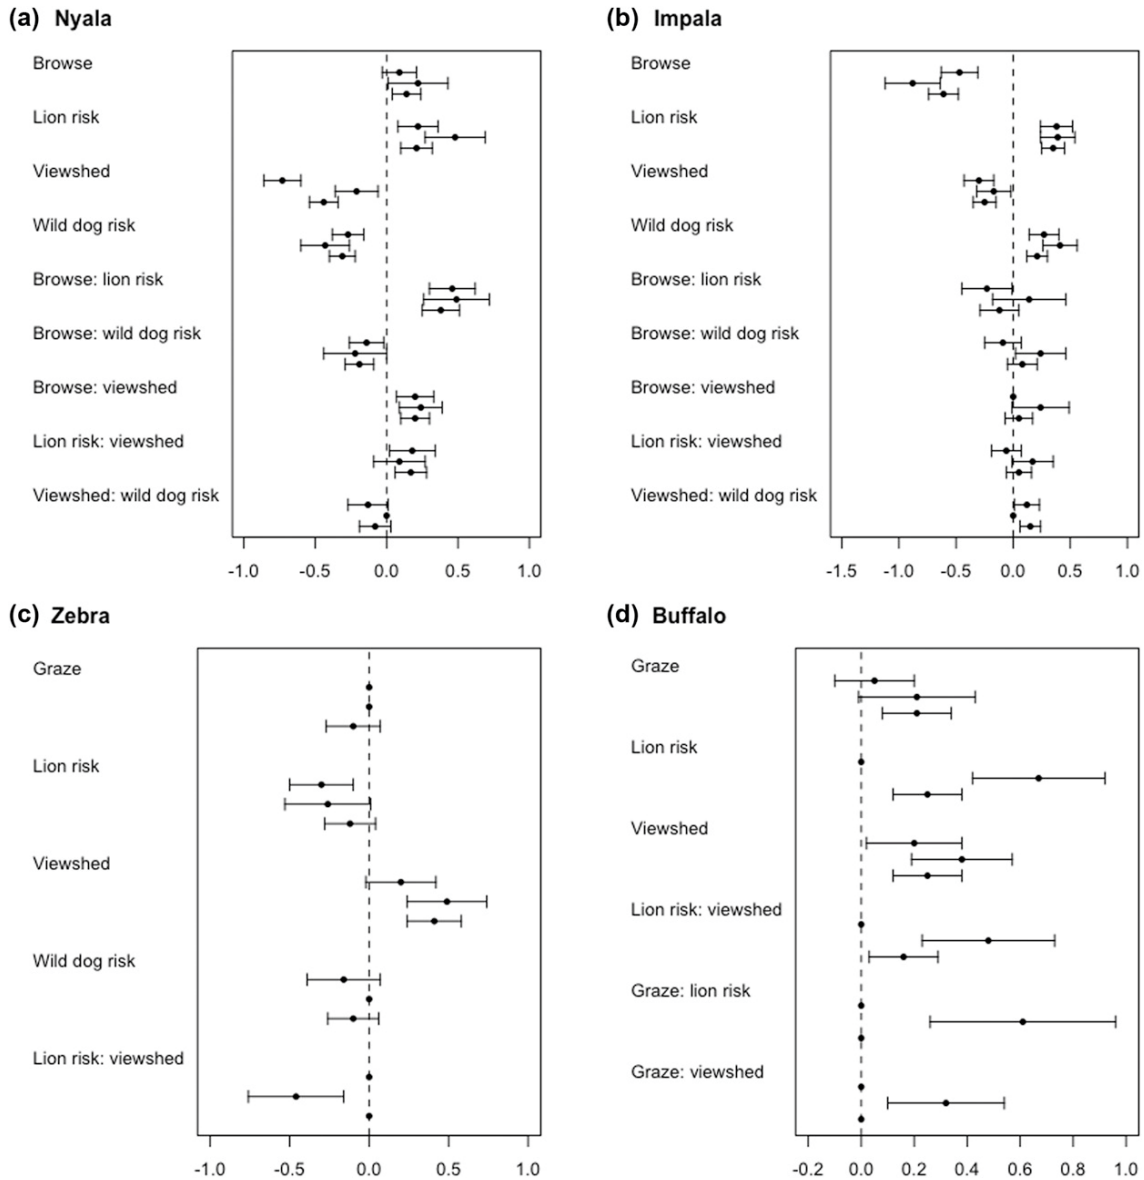 (a) Nyala
Browse
Lion risk
Viewshed
Wild dog risk
Browse: lion risk
Browse: wild dog risk
Browse: viewshed
Lion risk: viewshed
Viewshed: wild dog risk
-1.0 -0.5 0.0 0.5 1.0
(b) Impala
Browse
Lion risk
Viewshed
Wild dog risk
Browse: lion risk
Browse: wild dog risk
Browse: viewshed
Lion risk: viewshed
Viewshed: wild dog risk
-1.5 -1.0 -0.5 0.0 0.5 1.0
(c) Zebra
Graze
Lion risk
Viewshed
Wild dog risk
Lion risk: viewshed
-1.0 -0.5 0.0 0.5 1.0
(d) Buffalo
Graze
Lion risk
Viewshed
Lion risk: viewshed
Graze: lion risk
Graze: viewshed
-0.2 0.0 0.2 0.4 0.6 0.8 1.0